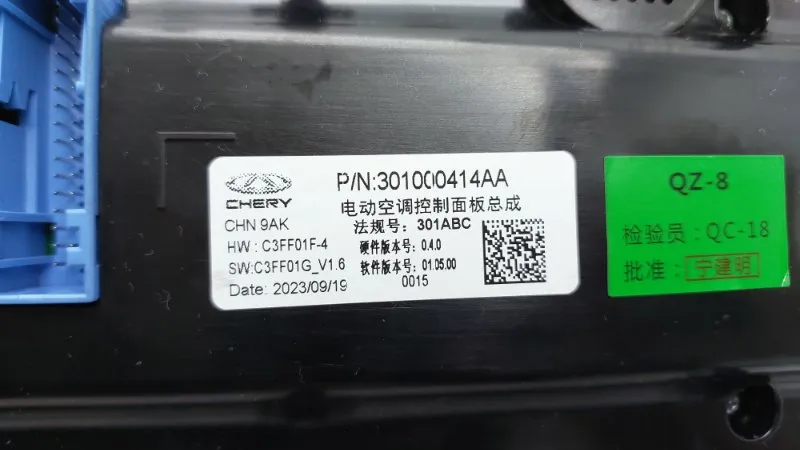 CHERY
P/N:301000414AA
电动空调控制面板总成
CHN 9AK
法规号: 301ABC
HW : C3FF01F-4
硬件版本号: 0.4.0
SW:C3FF01G_V1.6
软件版本号: 01.05.00
Date: 2023/09/19
0015
QZ-8
检验员: QC-18
批准: 宁建明